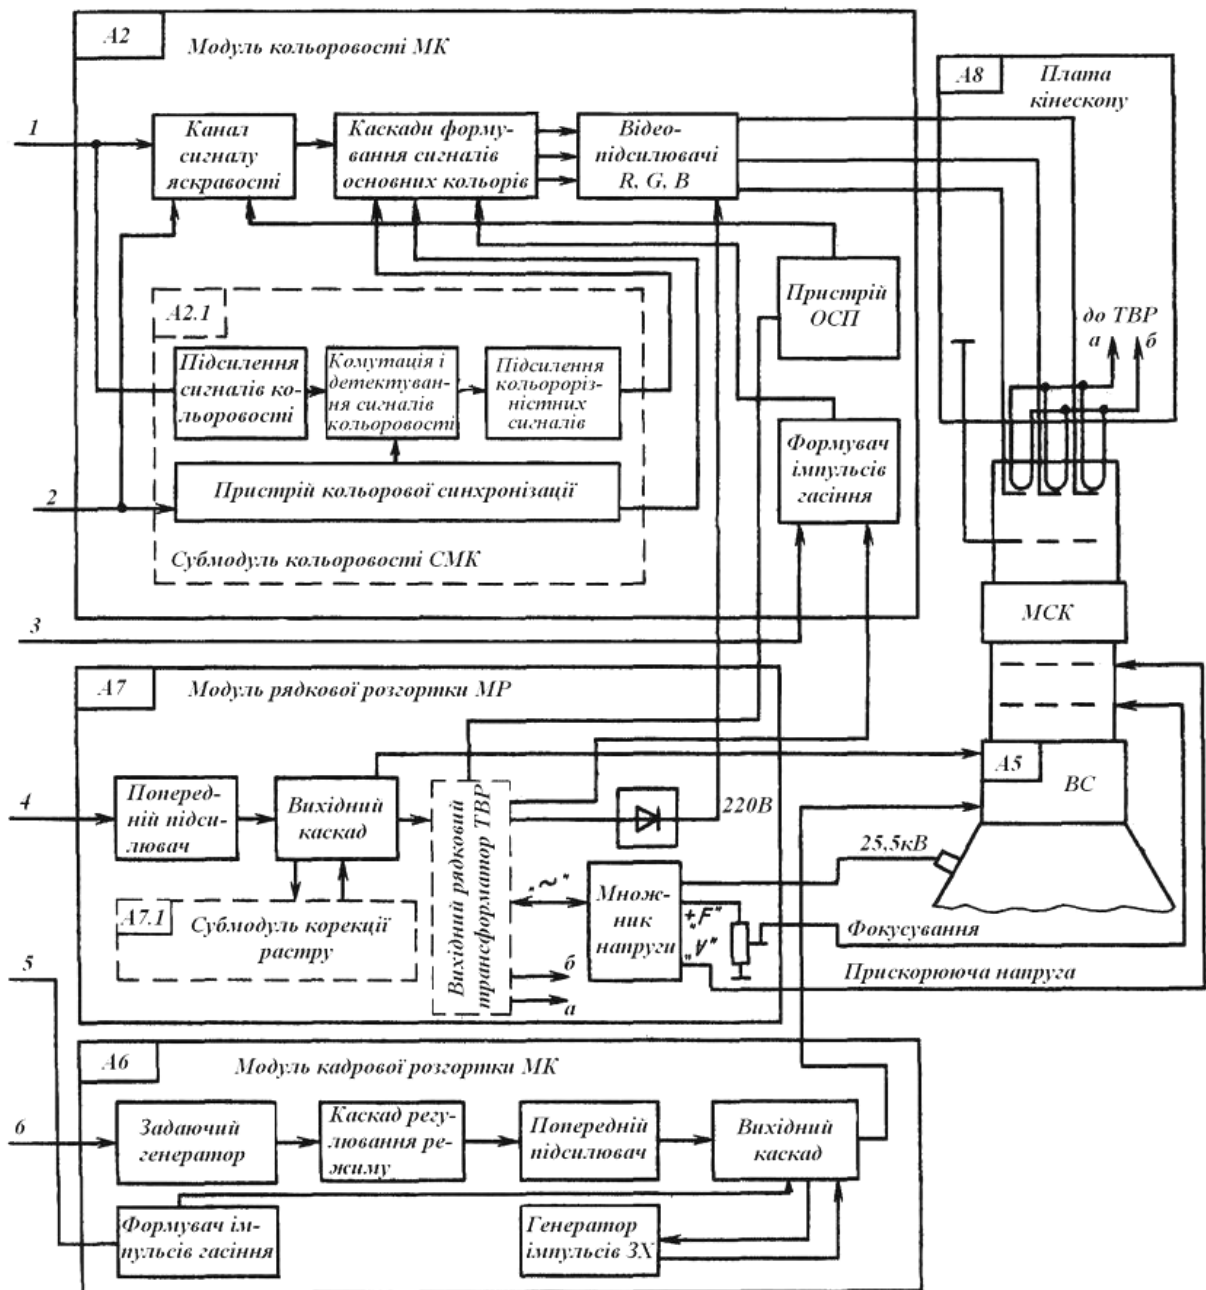 A2
Модуль кольоровості МК
A8
Плата
кінескопу
1
Канал
сигналу
яскравості
Каскади форму-
вання сигналів
основних кольорів
Відео-
підсилювачі
R, G, B
Пристрій
ОСП
до ТВР
а
б
A2.1
Підсилення
сигналів ко-
льоровості
Комутація і
детектуван-
ня сигналів
кольоровості
Підсилення
кольороріз-
ністних
сигналів
Формувач
імпульсів
гасіння
2
Пристрій кольорової синхронізації
Субмодуль кольоровості СМК
МСК
3
A7
Модуль рядкової розгортки МР
A5
ВС
4
Поперед-
ній підси-
лювач
Вихідний
каскад
Вихідний рядковий
трансформатор ТВР
220В
25,5кВ
„~"
Множ-
ник
напруги
+
„F"
„V"
Фокусування
A7.1
Субмодуль корекції
растру
5
б
а
Прискорююча напруга
A6
Модуль кадрової розгортки МК
6
Задаючий
генератор
Каскад регу-
лювання ре-
жиму
Попередній
підсилювач
Вихідний
каскад
Формувач ім-
пульсів гасіння
Генератор
імпульсів ЗХ